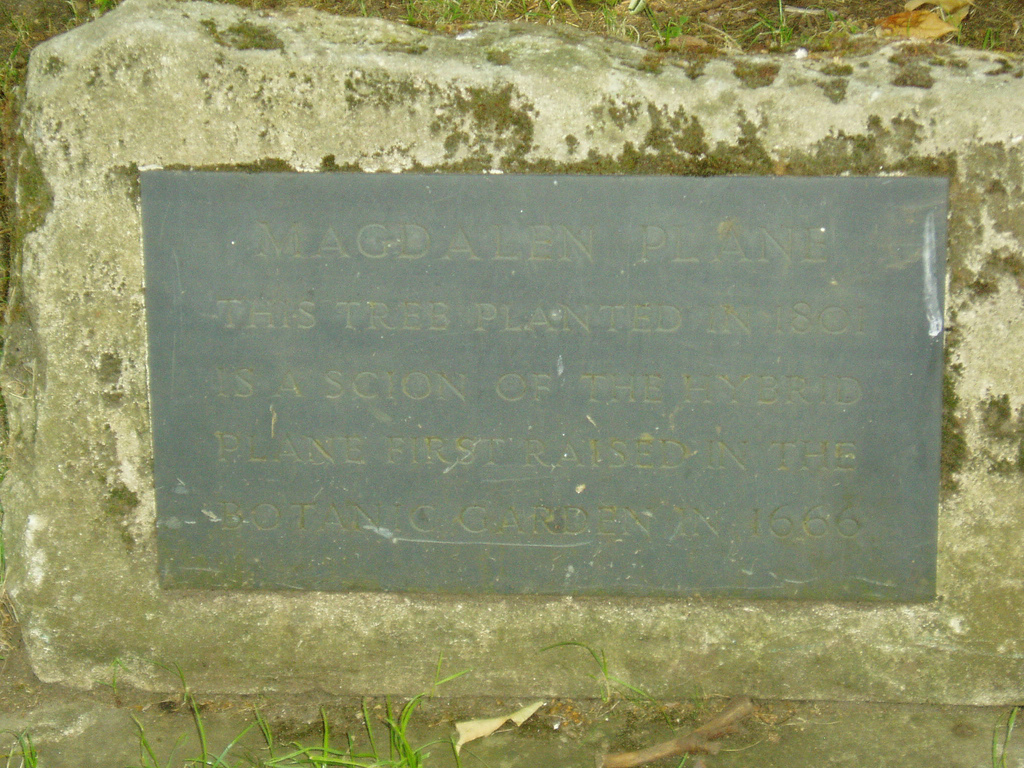 MAGDALEN PLANE
THIS TREE PLANTED IN 1801
IS A SCION OF THE HYBRID
PLANE FIRST RAISED IN THE
BOTANIC GARDEN IN 1666